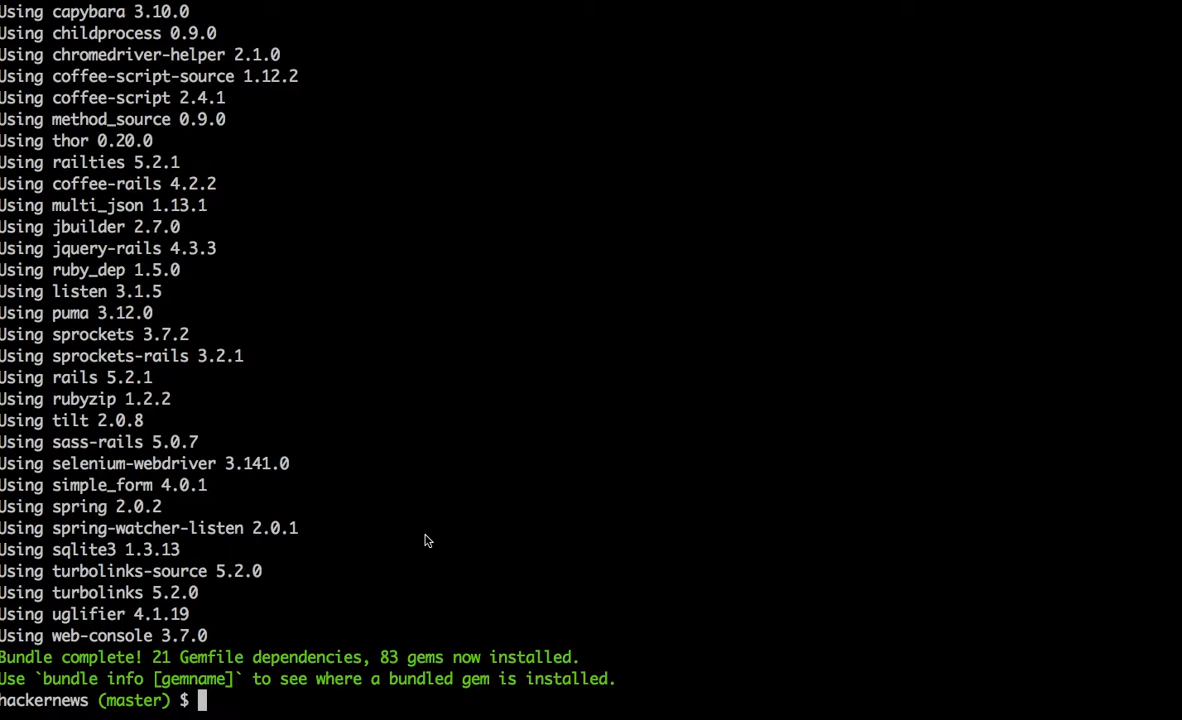 Using capybara 3.10.0
Using childprocess 0.9.0
Using chromedriver-helper 2.1.0
Using coffee-script-source 1.12.2
Using coffee-script 2.4.1
Using method_source 0.9.0
Using thor 0.20.0
Using railties 5.2.1
Using coffee-rails 4.2.2
Using multi_json 1.13.1
Using jbuilder 2.7.0
Using jquery-rails 4.3.3
Using ruby_dep 1.5.0
Using listen 3.1.5
Using puma 3.12.0
Using sprockets 3.7.2
Using sprockets-rails 3.2.1
Using rails 5.2.1
Using rubyzip 1.2.2
Using tilt 2.0.8
Using sass-rails 5.0.7
Using selenium-webdriver 3.141.0
Using simple_form 4.0.1
Using spring 2.0.2
Using spring-watcher-listen 2.0.1
Using sqlite3 1.3.13
Using turbolinks-source 5.2.0
Using turbolinks 5.2.0
Using uglifier 4.1.19
Using web-console 3.7.0
Bundle complete! 21 Gemfile dependencies, 83 gems now installed.
Use `bundle info [gemname]` to see where a bundled gem is installed.
hackernews (master) $